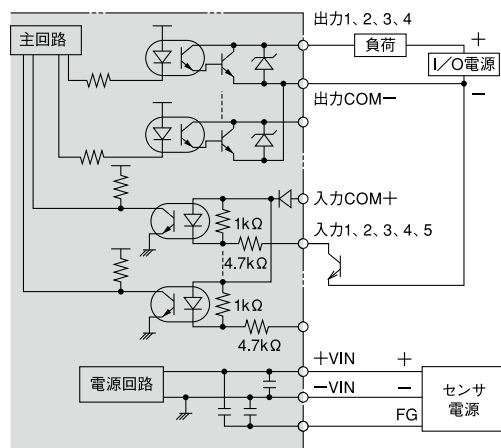 出力1、2、3、4
主回路
負荷
+
I/O電源
−
出力COM−
入力COM+
1kΩ
入力1、2、3、4、5
4.7kΩ
1kΩ
4.7kΩ
+VIN
+
電源回路
−VIN
−
センサ
電源
FG